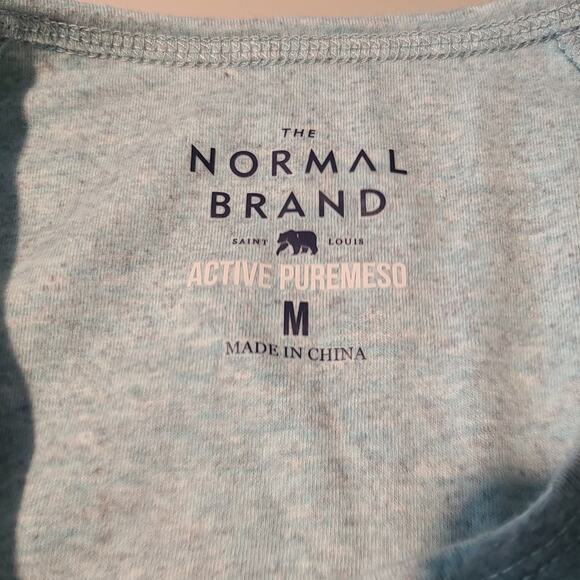 THE
NORMAL
BRAND
SAINT LOUIS
ACTIVE PUREMESO
M
MADE IN CHINA